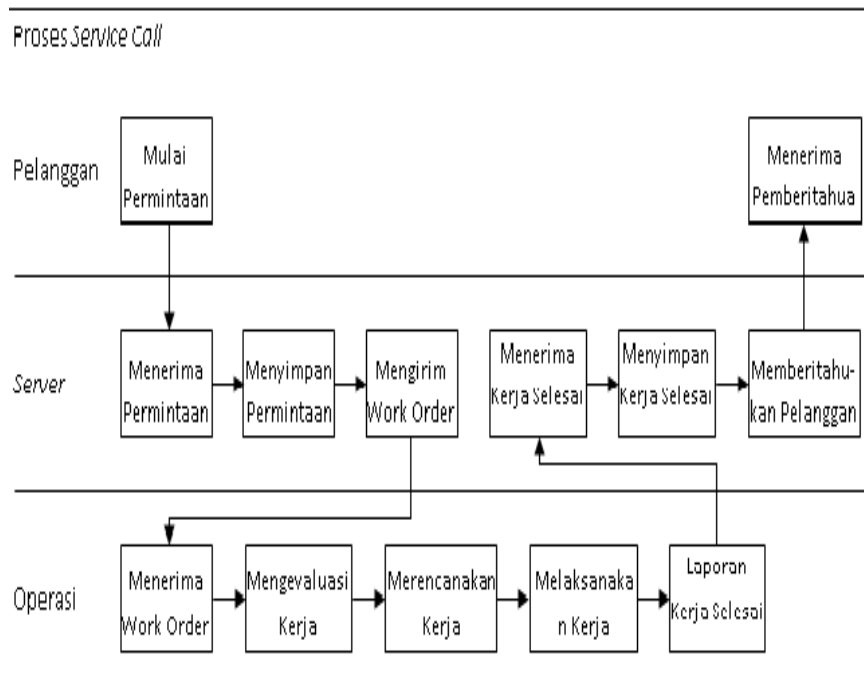 Proses Service Call
Pelanggan
Mulai
Permintaan
Menerima
Pemberitahua
Server
Menerima
Permintaan
Menyimpan
Permintaan
Mengirim
Work Order
Menerima
Kerja Selesai
Menyimpan
Kerja Selesai
Memberitahu-
kan Pelanggan
Operasi
Menerima
Work Order
Mengevaluasi
Kerja
Merencanakan
Kerja
Melaksanaka
n Kerja
Laporan
Kerja Selesai